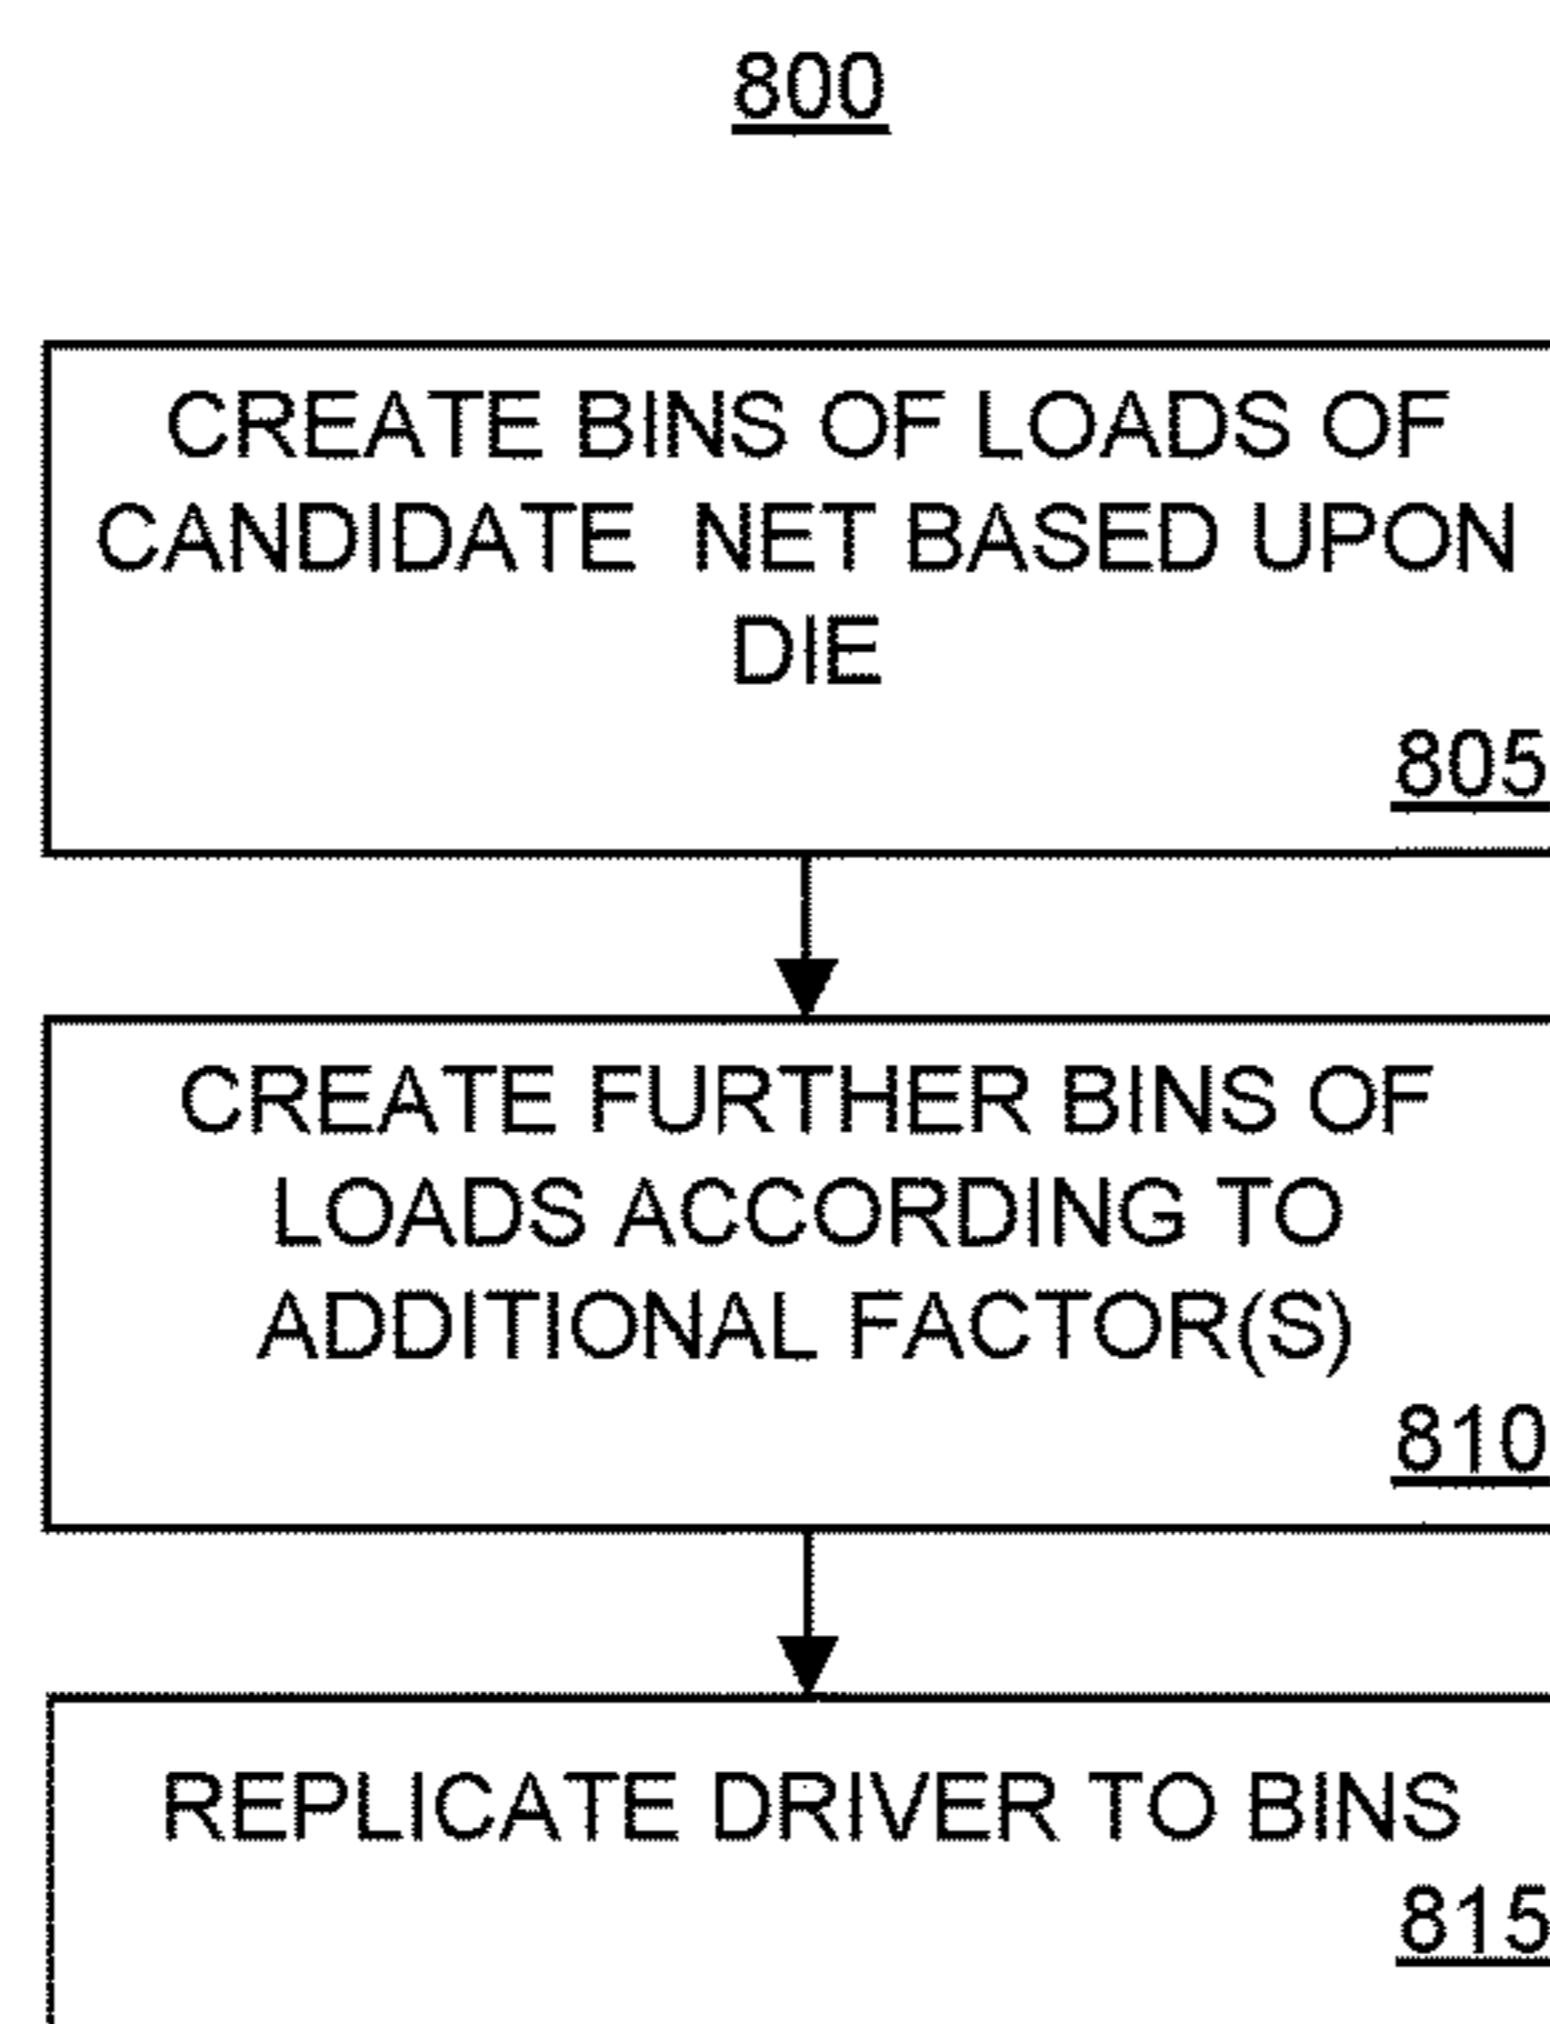 800
CREATE BINS OF LOADS OF
CANDIDATE NET BASED UPON
DIE
805
CREATE FURTHER BINS OF
LOADS ACCORDING TO
ADDITIONAL FACTOR(S)
810
REPLICATE DRIVER TO BINS
815